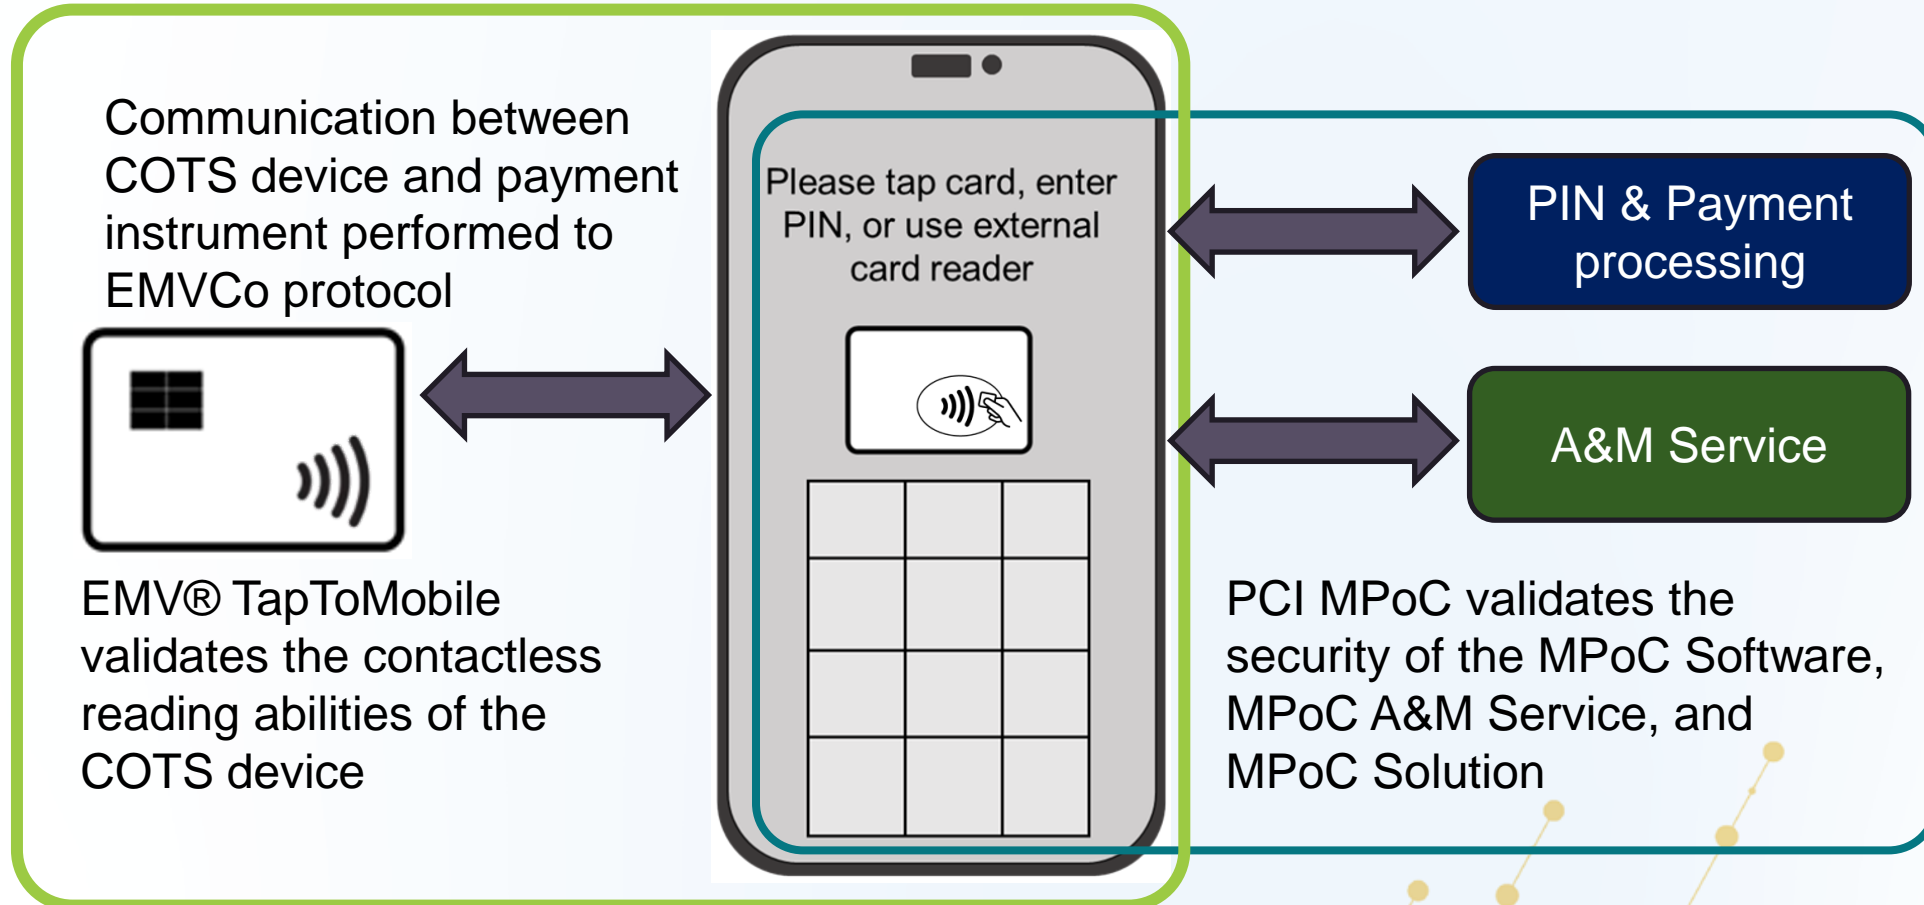 Communication between
COTS device and payment
instrument performed to
EMVCo protocol
EMV® TapToMobile
validates the contactless
reading abilities of the
COTS device
Please tap card, enter
PIN, or use external
card reader
PIN & Payment
processing
A&M Service
PCI MPoC validates the
security of the MPoC Software,
MPoC A&M Service, and
MPoC Solution